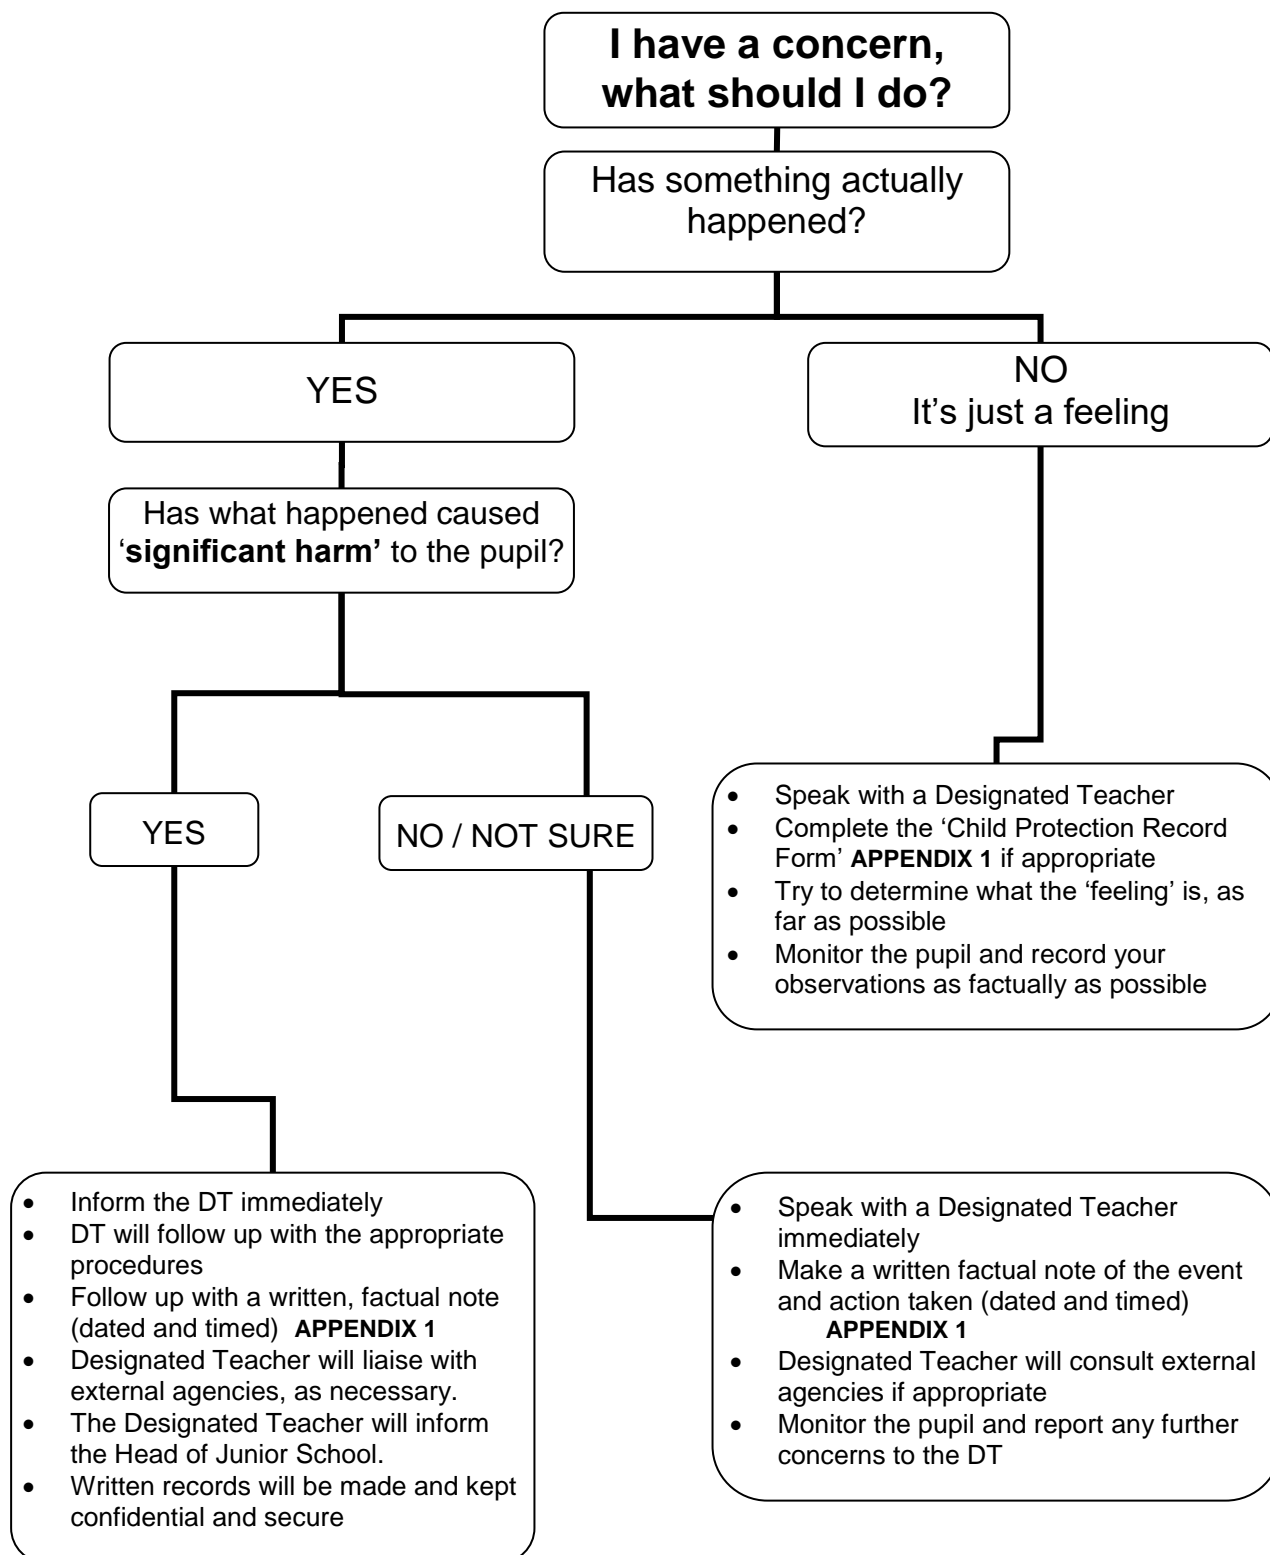 I have a concern,
what should I do?
Has something actually
happened?
YES
NO
It’s just a feeling
Has what happened caused
‘significant harm’ to the pupil?
YES
NO / NOT SURE
• Speak with a Designated Teacher
• Complete the ‘Child Protection Record
Form’ APPENDIX 1 if appropriate
• Try to determine what the ‘feeling’ is, as
far as possible
• Monitor the pupil and record your
observations as factually as possible
• Inform the DT immediately
• DT will follow up with the appropriate
procedures
• Follow up with a written, factual note
(dated and timed) APPENDIX 1
• Designated Teacher will liaise with
external agencies, as necessary.
• The Designated Teacher will inform
the Head of Junior School.
• Written records will be made and kept
confidential and secure
• Speak with a Designated Teacher
immediately
• Make a written factual note of the event
and action taken (dated and timed)
APPENDIX 1
• Designated Teacher will consult external
agencies if appropriate
• Monitor the pupil and report any further
concerns to the DT